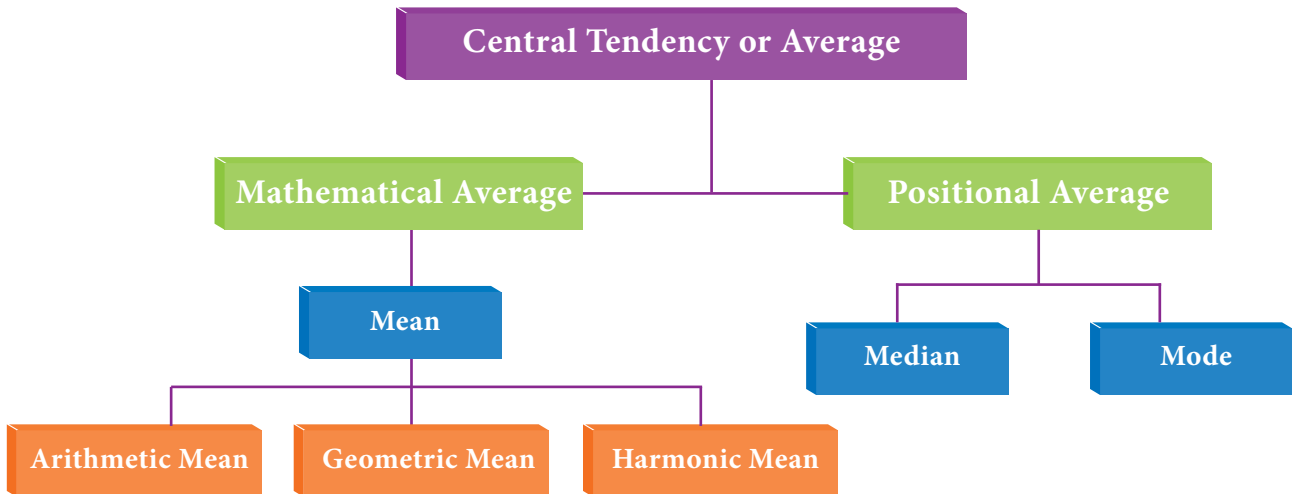 Central Tendency or Average
Mathematical Average
Positional Average
Mean
Median
Mode
Arithmetic Mean
Geometric Mean
Harmonic Mean